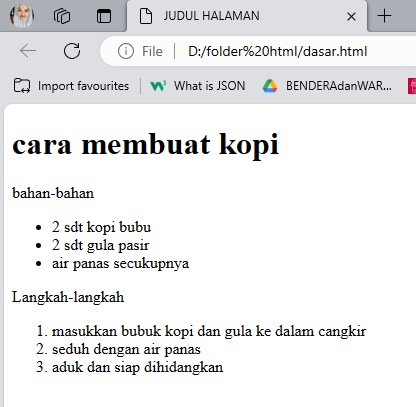 JUDUL HALAMAN
File D:/folder%20html/dasar.html
Import favourites What is JSON BENDERAdanWAR...
cara membuat kopi
bahan-bahan
2 sdt kopi bubu
2 sdt gula pasir
air panas secukupnya
Langkah-langkah
1. masukkan bubuk kopi dan gula ke dalam cangkir
2. seduh dengan air panas
3. aduk dan siap dihidangkan